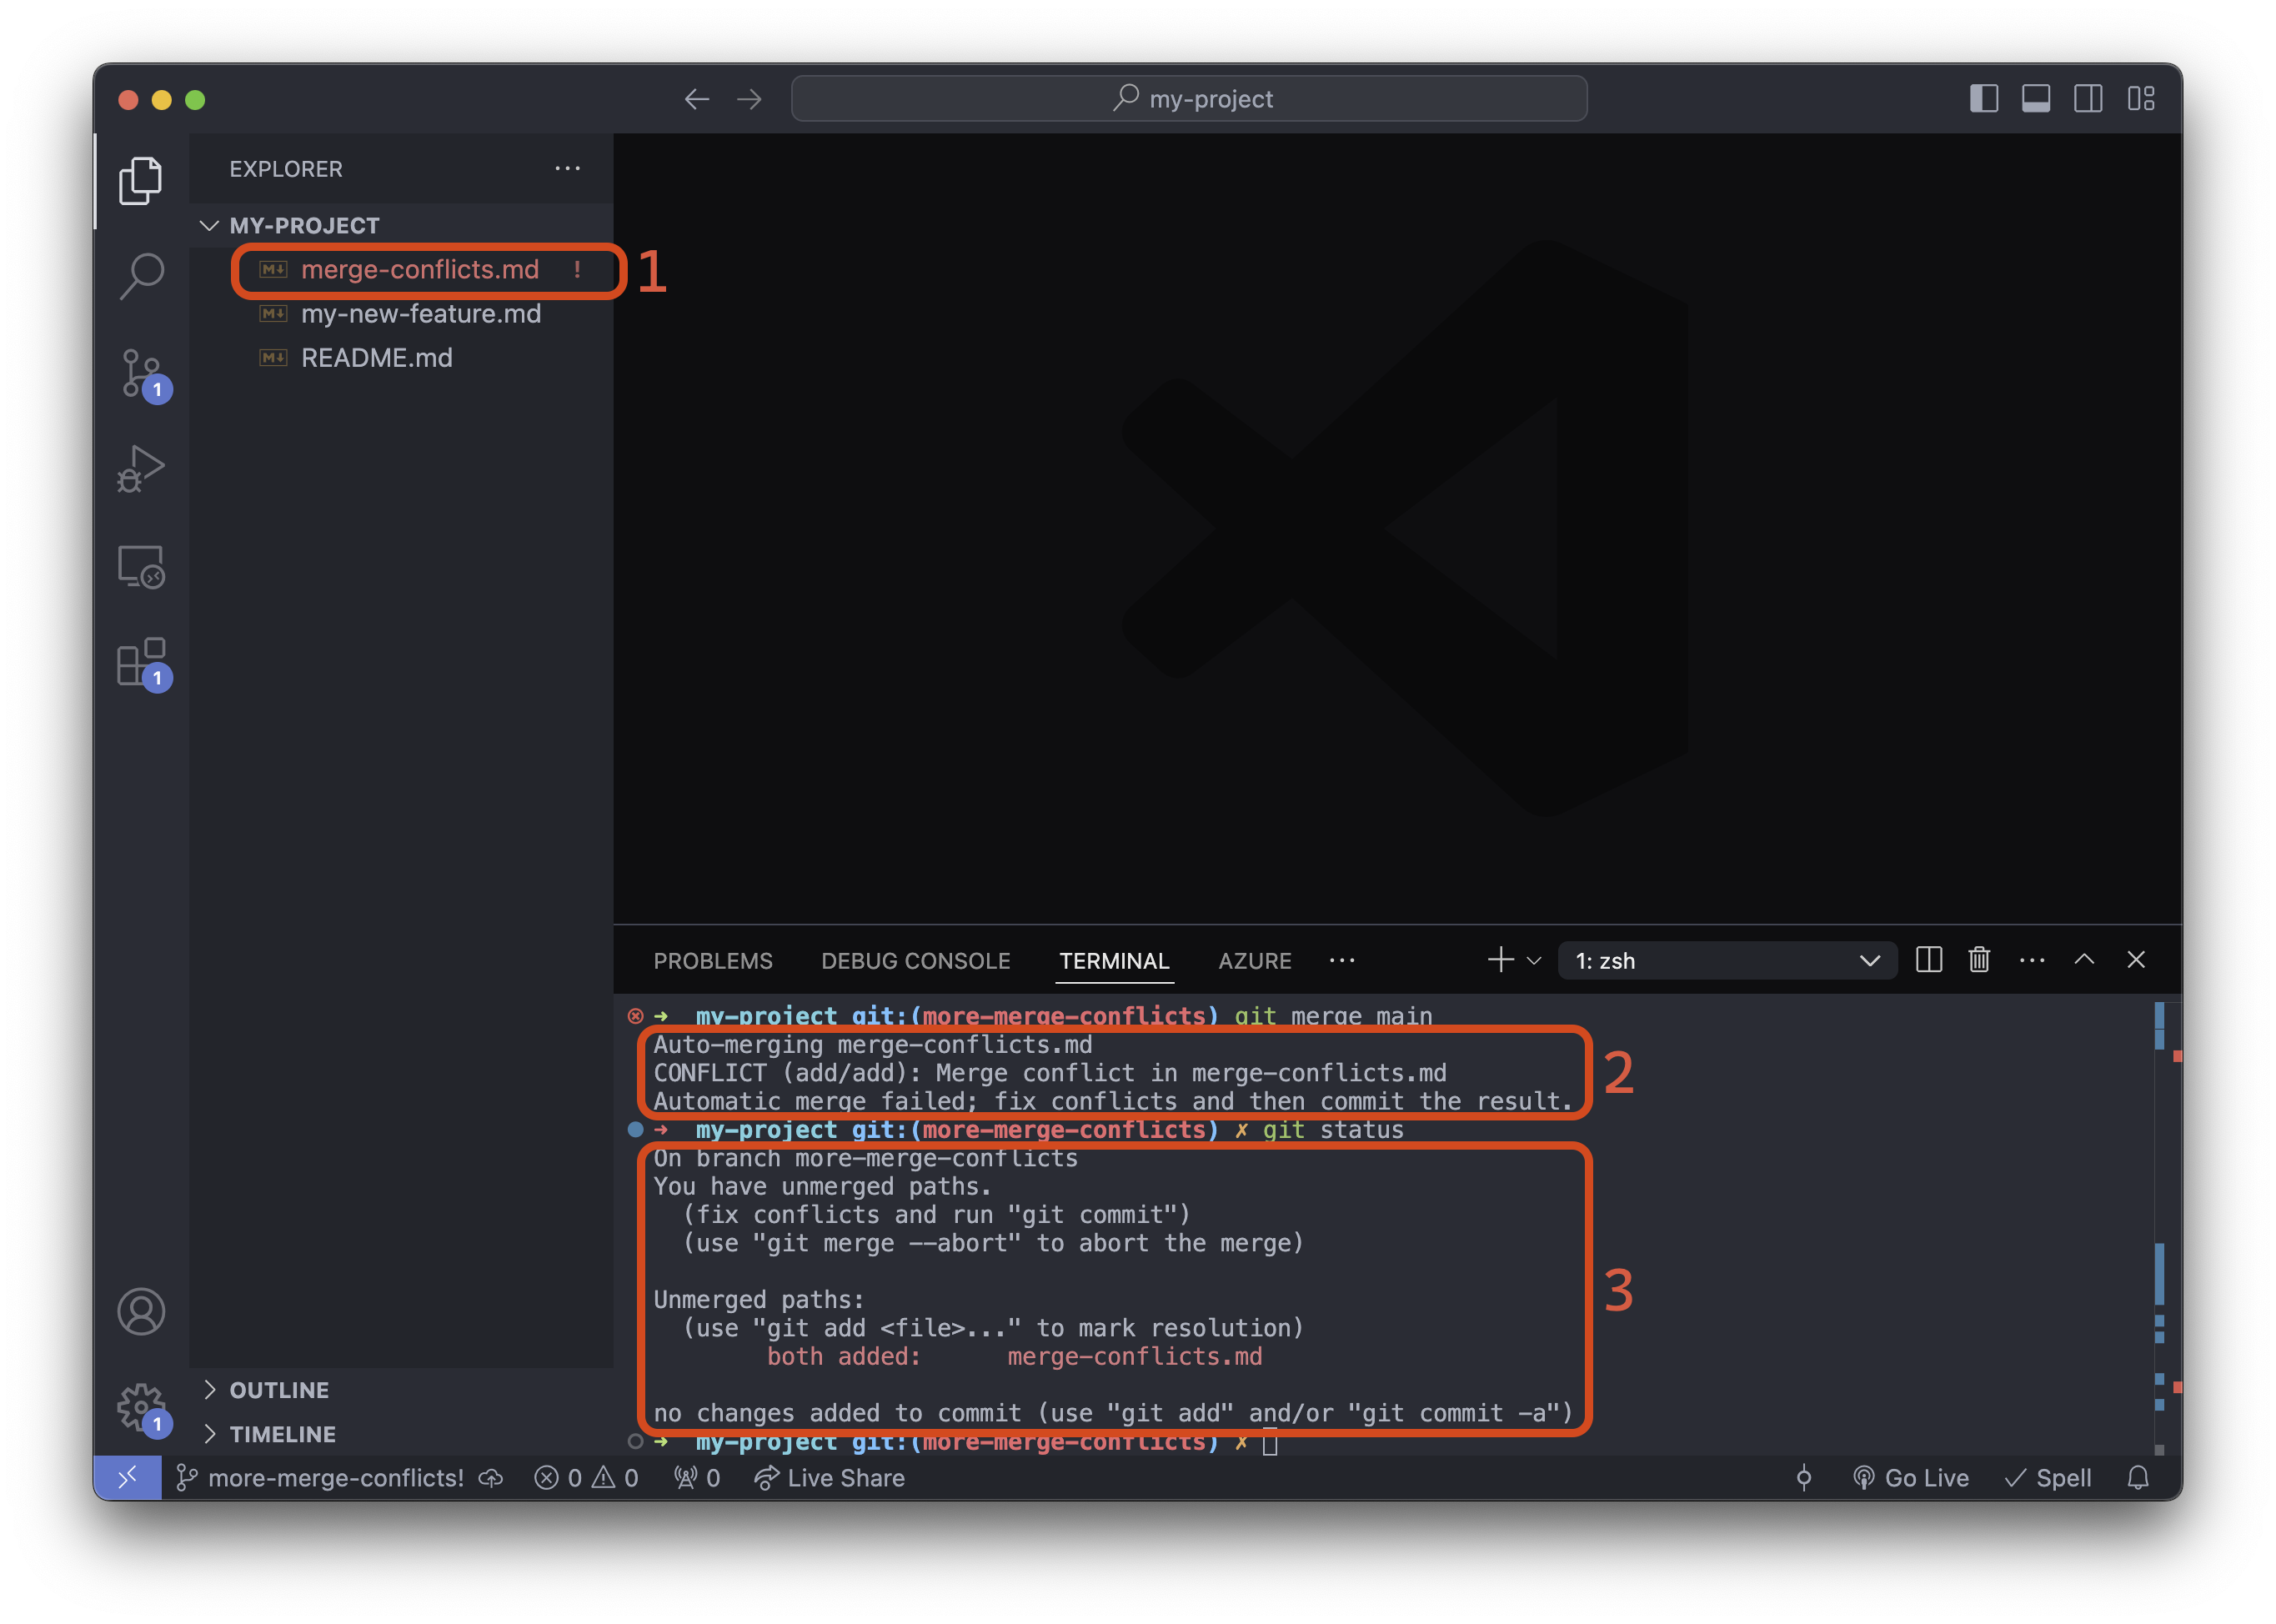 my-project
EXPLORER
MY-PROJECT
merge-conflicts.md !
1
my-new-feature.md
README.md
1
1
PROBLEMS DEBUG CONSOLE TERMINAL AZURE
1: zsh
my-project git:(more-merge-conflicts) git merge main
Auto-merging merge-conflicts.md
CONFLICT (add/add): Merge conflict in merge-conflicts.md
Automatic merge failed; fix conflicts and then commit the result.
2
my-project git:(more-merge-conflicts) ✗ git status
On branch more-merge-conflicts
You have unmerged paths.
(fix conflicts and run "git commit")
(use "git merge --abort" to abort the merge)
3
Unmerged paths:
(use "git add <file>..." to mark resolution)
both added: merge-conflicts.md
no changes added to commit (use "git add" and/or "git commit -a")
my-project git:(more-merge-conflicts) ✗
OUTLINE
1
TIMELINE
more-merge-conflicts! 0 0 0 Live Share Go Live Spell